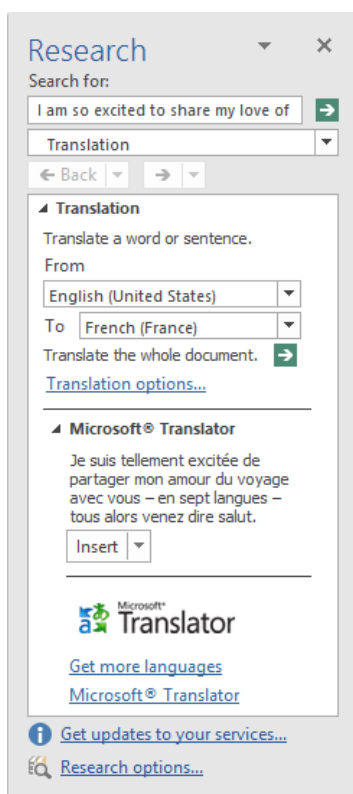 Research
Search for:
I am so excited to share my love of
Translation
Back
Translation
Translate a word or sentence.
From
English (United States)
To French (France)
Translate the whole document.
Translation options...
Microsoft® Translator
Je suis tellement excitée de
partager mon amour du voyage
avec vous – en sept langues –
tous alors venez dire salut.
Insert
Microsoft®
Translator
Get more languages
Microsoft® Translator
Get updates to your services...
Research options...